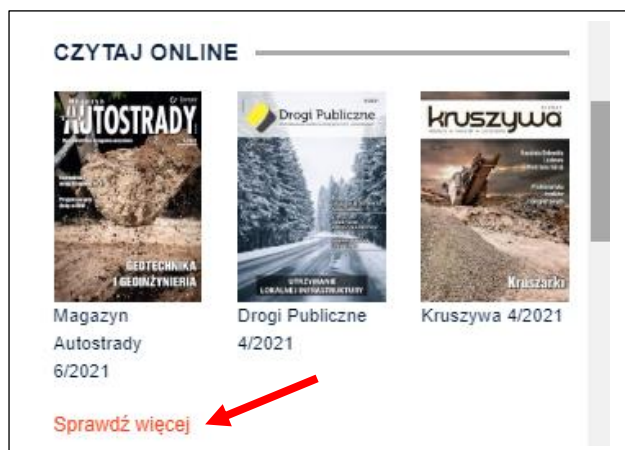 CZYTAJ ONLINE
Magazyn
AUTOSTRADY
GEOTECHNIKA
I GEOINŻYNIERIA
Drogi Publiczne
UTRZYMANIE
LOKALNEJ INFRASTRUKTURY
kruszywa
Kruszarki
Magazyn
Autostrady
6/2021
Drogi Publiczne
4/2021
Kruszywa 4/2021
Sprawdź więcej